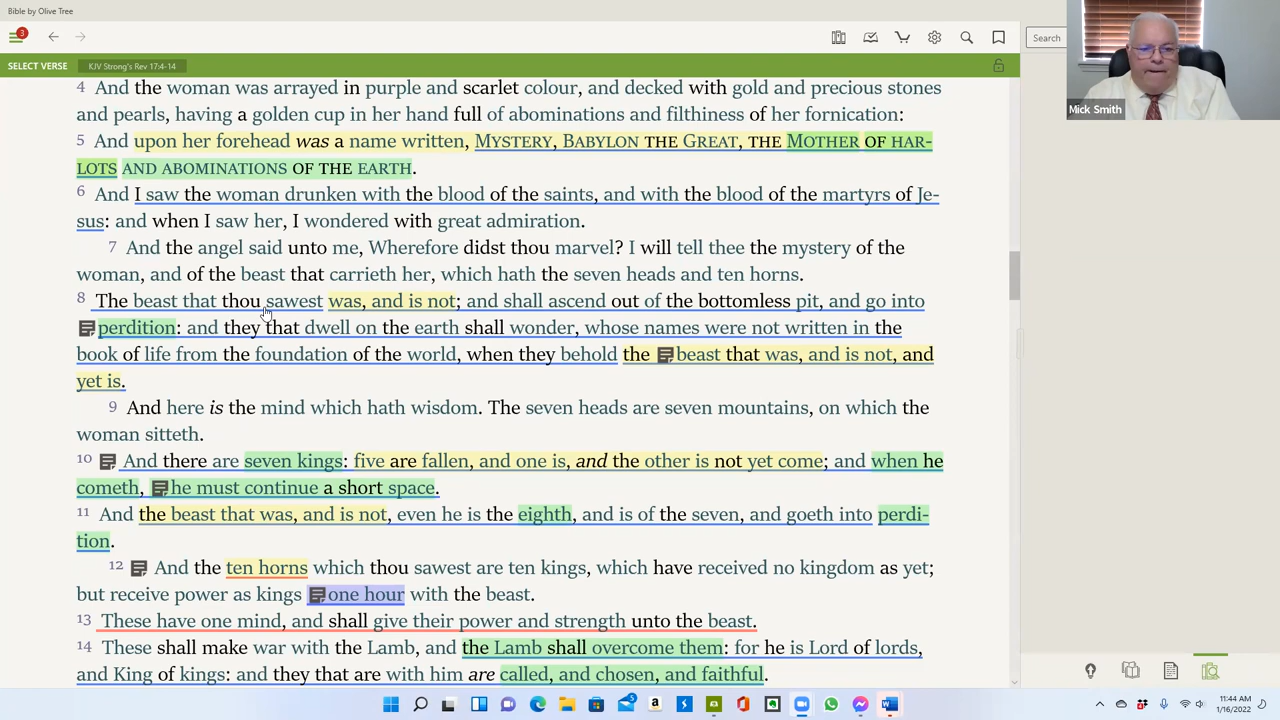 Bible by Olive Tree
3
Search
SELECT VERSE KJV Strong's Rev 17:4-14
Mick Smith
4 And the woman was arrayed in purple and scarlet colour, and decked with gold and precious stones
and pearls, having a golden cup in her hand full of abominations and filthiness of her fornication:
5 And upon her forehead was a name written, MYSTERY, BABYLON THE GREAT, THE MOTHER OF HAR-
LOTS AND ABOMINATIONS OF THE EARTH.
6 And I saw the woman drunken with the blood of the saints, and with the blood of the martyrs of Je-
sus: and when I saw her, I wondered with great admiration.
7 And the angel said unto me, Wherefore didst thou marvel? I will tell thee the mystery of the
woman, and of the beast that carrieth her, which hath the seven heads and ten horns.
8 The beast that thou sawest was, and is not; and shall ascend out of the bottomless pit, and go into
perdition: and they that dwell on the earth shall wonder, whose names were not written in the
book of life from the foundation of the world, when they behold the beast that was, and is not, and
yet is.
9 And here is the mind which hath wisdom. The seven heads are seven mountains, on which the
woman sitteth.
10 And there are seven kings: five are fallen, and one is, and the other is not yet come; and when he
cometh, he must continue a short space.
11 And the beast that was, and is not, even he is the eighth, and is of the seven, and goeth into perdi-
tion.
12 And the ten horns which thou sawest are ten kings, which have received no kingdom as yet;
but receive power as kings one hour with the beast.
13 These have one mind, and shall give their power and strength unto the beast.
14 These shall make war with the Lamb, and the Lamb shall overcome them: for he is Lord of lords,
and King of kings: and they that are with him are called, and chosen, and faithful.
11:44 AM
1/16/2022